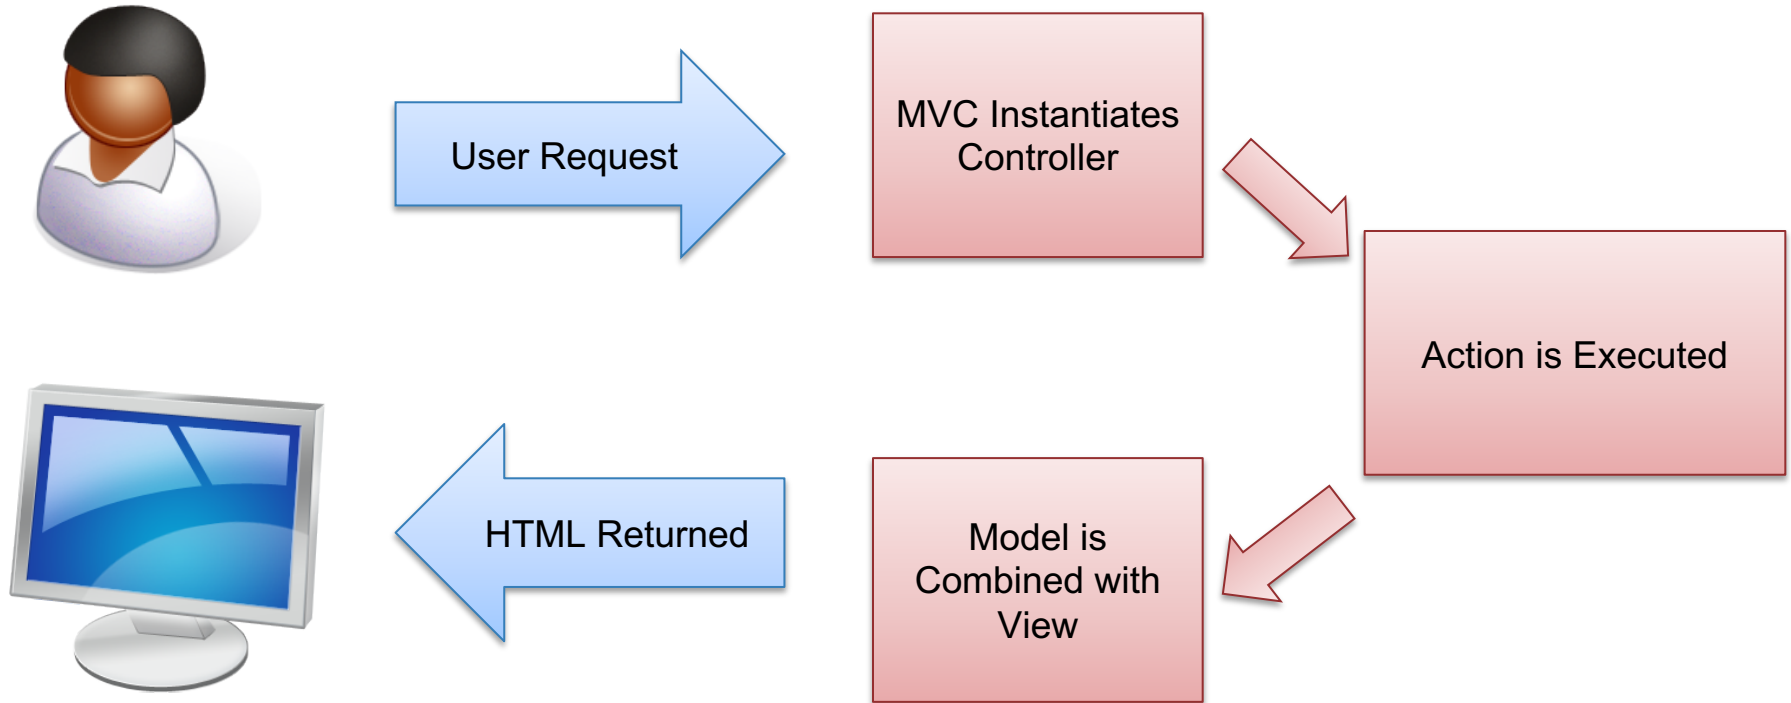 User Request
MVC Instantiates
Controller
Action is Executed
Model is
Combined with
View
HTML Returned